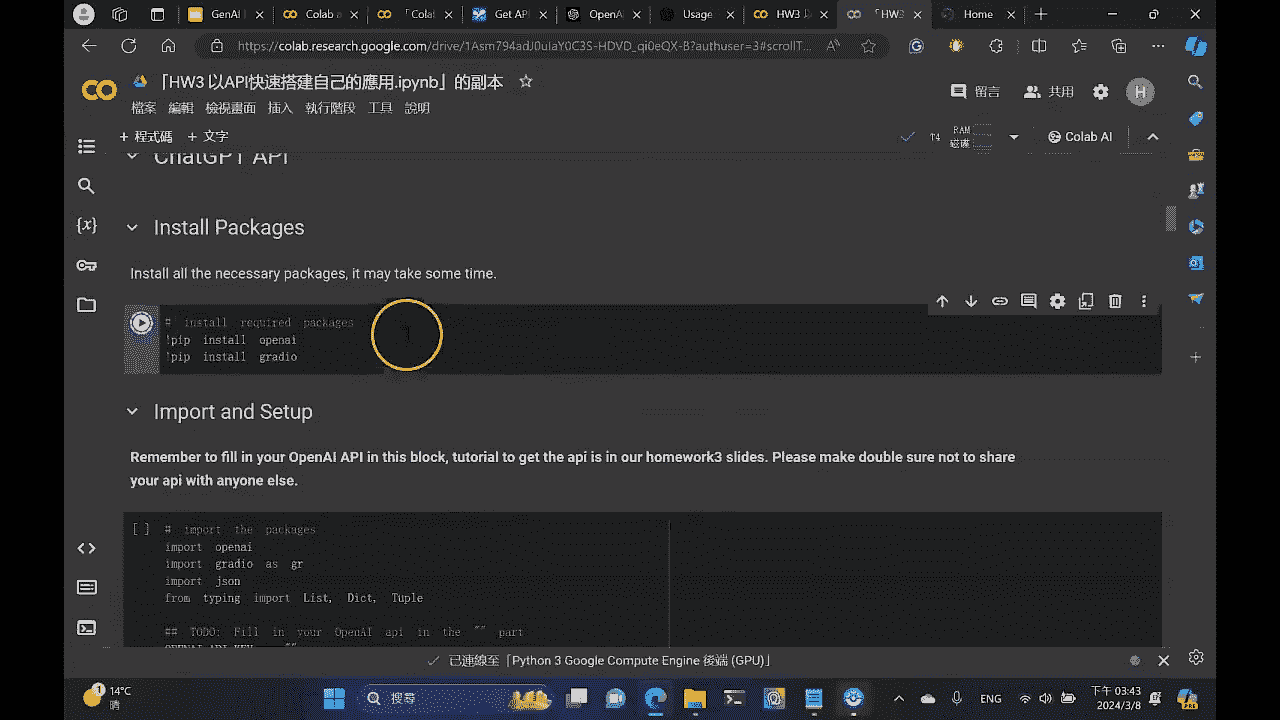 GenAI
Colab a
「Colat
Get API
OpenA
Usage
HW3
「HW3
Home
https://colab.research.google.com/drive/1Asm794adJ0uIaY0C3S-HDVD_qi0eQX-B?authuser=3#scrollT...
「HW3 以API快速搭建自己的應用.ipynb」的副本
留言
共用
H
檔案 編輯 檢視畫面 插入 執行階段 工具 說明
+ 程式碼 + 文字
T4
RAM
磁碟
Colab AI
ChatGPT API
Install Packages
Install all the necessary packages, it may take some time.
# install required packages
!pip install openai
!pip install gradio
Import and Setup
Remember to fill in your OpenAI API in this block, tutorial to get the api is in our homework3 slides. Please make double sure not to share
your api with anyone else.
[ ] # import the packages
import openai
import gradio as gr
import json
from typing import List, Dict, Tuple
## TODO: Fill in your OpenAI api in the "" part
已連線至「Python 3 Google Compute Engine 後端 (GPU)」
1
14°C
晴
搜尋
ENG
下午 03:43
2024/3/8